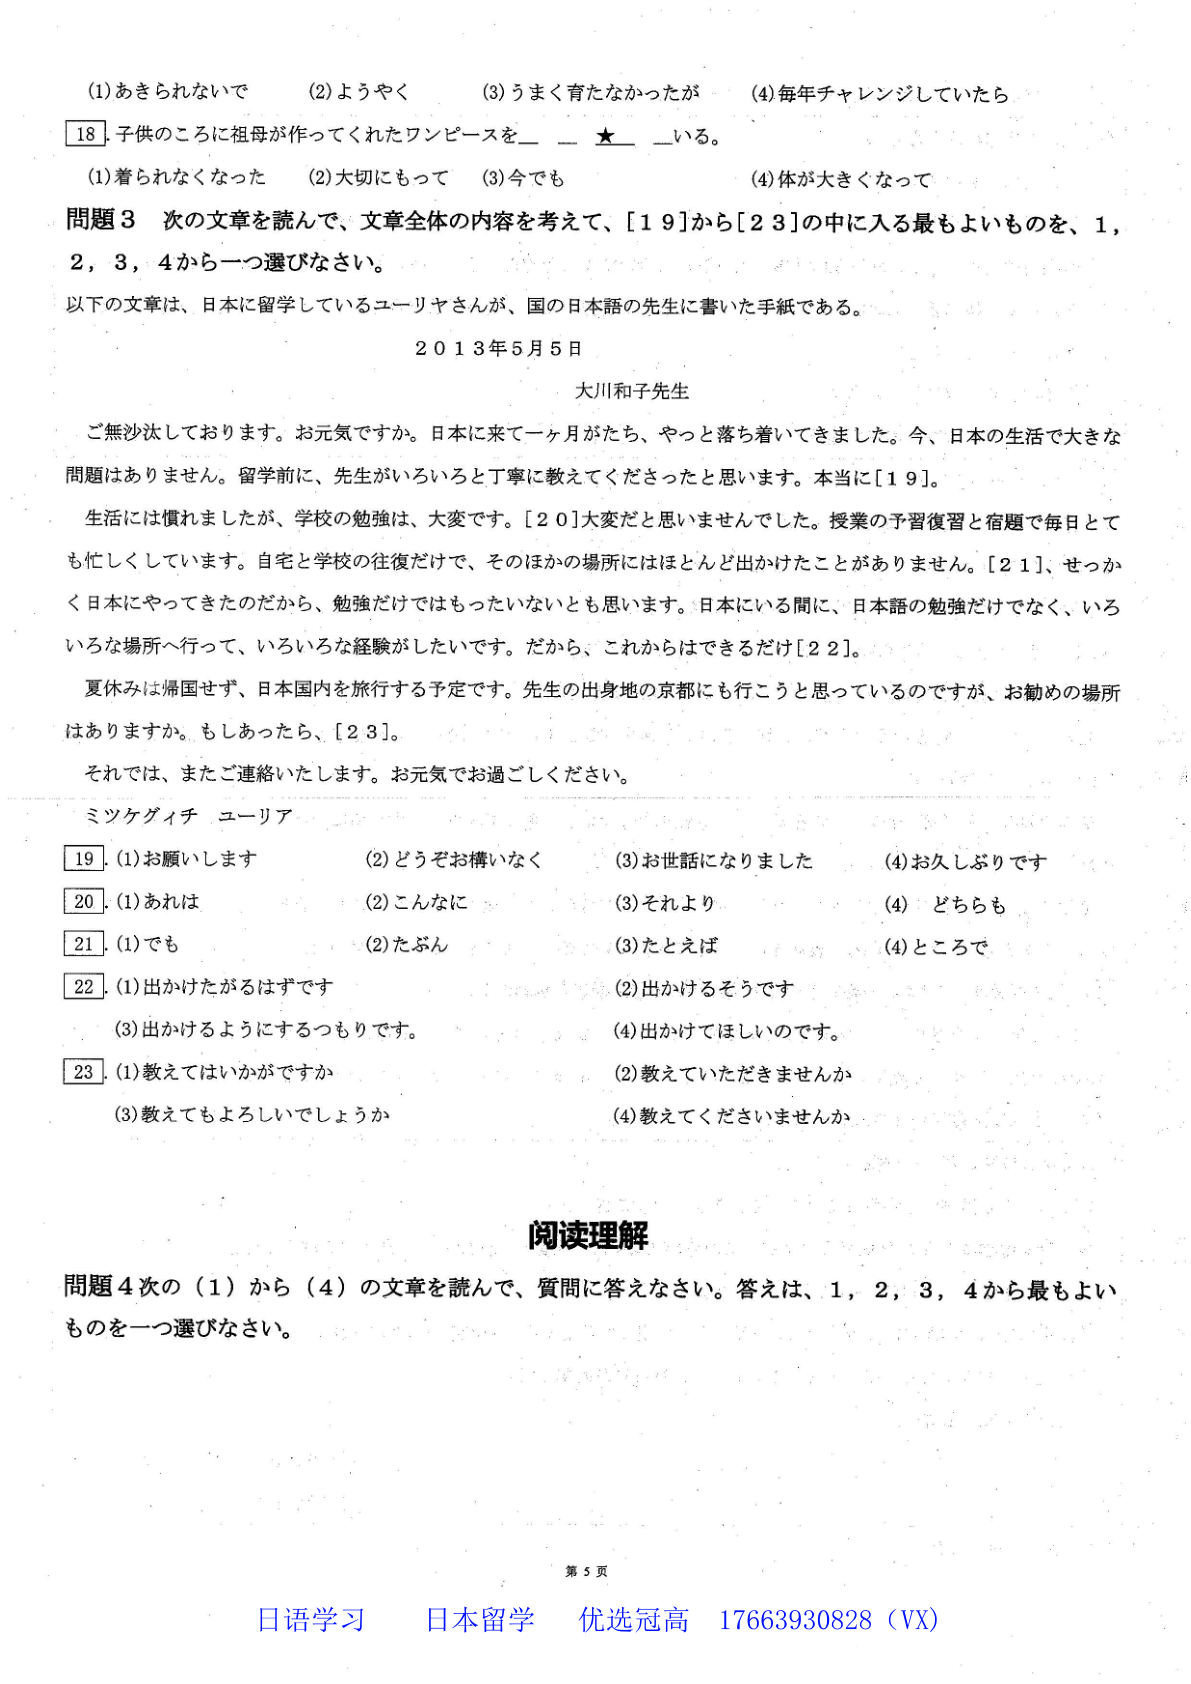 (1)あきられないで (2)ようやく (3)うまく育たなかったが (4)毎年チャレンジしていたら
18.子供のころに祖母が作ってくれたワンピースを＿ ＿ ★＿ ＿いる。
(1)着られなくなった (2)大切にもって (3)今でも (4)体が大きくなって
問題３ 次の文章を読んで、文章全体の内容を考えて、[１９]から[２３]の中に入る最もよいものを、１，
２，３，４から一つ選びなさい。
以下の文章は、日本に留学しているユーリヤさんが、国の日本語の先生に書いた手紙である。
２０１３年５月５日
大川和子先生
ご無沙汰しております。お元気ですか。日本に来て一ヶ月がたち、やっと落ち着いてきました。今、日本の生活で大きな
問題はありません。留学前に、先生がいろいろと丁寧に教えてくださったと思います。本当に[１９]。
生活には慣れましたが、学校の勉強は、大変です。[２０]大変だと思いませんでした。授業の予習復習と宿題で毎日とて
も忙しくしています。自宅と学校の往復だけで、そのほかの場所にはほとんど出かけたことがありません。[２１]、せっか
く日本にやってきたのだから、勉強だけではもったいないとも思います。日本にいる間に、日本語の勉強だけでなく、いろ
いろな場所へ行って、いろいろな経験がしたいです。だから、これからはできるだけ[２２]。
夏休みは帰国せず、日本国内を旅行する予定です。先生の出身地の京都にも行こうと思っているのですが、お勧めの場所
はありますか。もしあったら、[２３]。
それでは、またご連絡いたします。お元気でお過ごしください。
ミツケグィチ ユーリア
19.(1)お願いします (2)どうぞお構いなく (3)お世話になりました (4)お久しぶりです
20.(1)あれは (2)こんなに (3)それより (4) どちらも
21.(1)でも (2)たぶん (3)たとえば (4)ところで
22.(1)出かけたがるはずです (2)出かけるそうです
(3)出かけるようにするつもりです。 (4)出かけてほしいのです。
23.(1)教えてはいかがですか (2)教えていただきませんか
(3)教えてもよろしいでしょうか (4)教えてくださいませんか
阅读理解
問題４次の（１）から（４）の文章を読んで、質問に答えなさい。答えは、１，２，３，４から最もよい
ものを一つ選びなさい。
第 5 页
日语学习 日本留学 优选冠高 17663930828（VX)